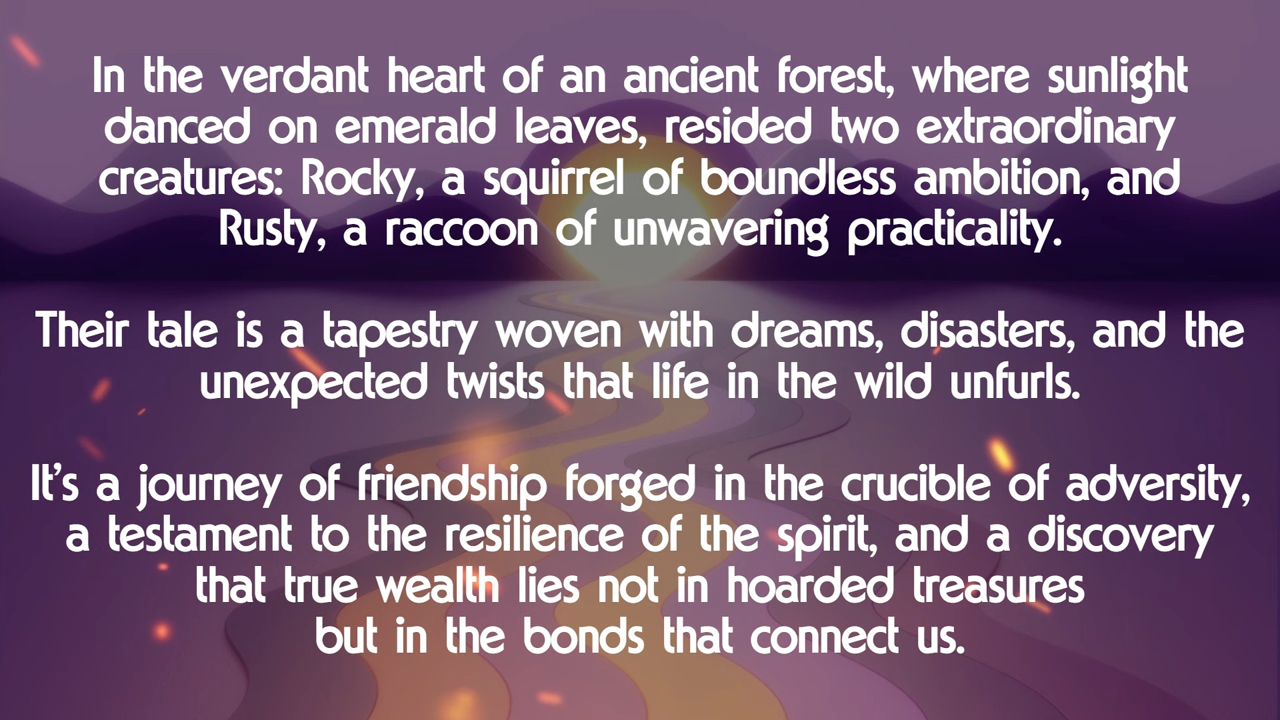 In the verdant heart of an ancient forest, where sunlight
danced on emerald leaves, resided two extraordinary
creatures: Rocky, a squirrel of boundless ambition, and
Rusty, a raccoon of unwavering practicality.
Their tale is a tapestry woven with dreams, disasters, and the
unexpected twists that life in the wild unfurls.
It’s a journey of friendship forged in the crucible of adversity,
a testament to the resilience of the spirit, and a discovery
that true wealth lies not in hoarded treasures
but in the bonds that connect us.